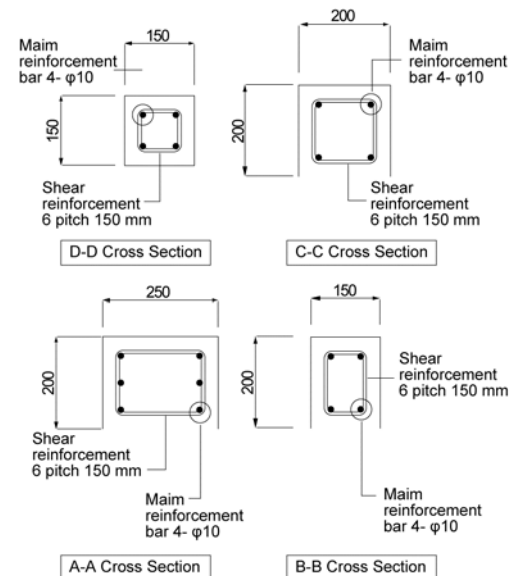 150
Maim
reinforcement
bar 4- φ10
150
Shear
reinforcement
6 pitch 150 mm
D-D Cross Section
200
Maim
reinforcement
bar 4- φ10
200
Shear
reinforcement
6 pitch 150 mm
C-C Cross Section
250
200
Shear
reinforcement
6 pitch 150 mm
Maim
reinforcement
bar 4- φ10
A-A Cross Section
150
200
Shear
reinforcement
6 pitch 150 mm
Maim
reinforcement
bar 4- φ10
B-B Cross Section